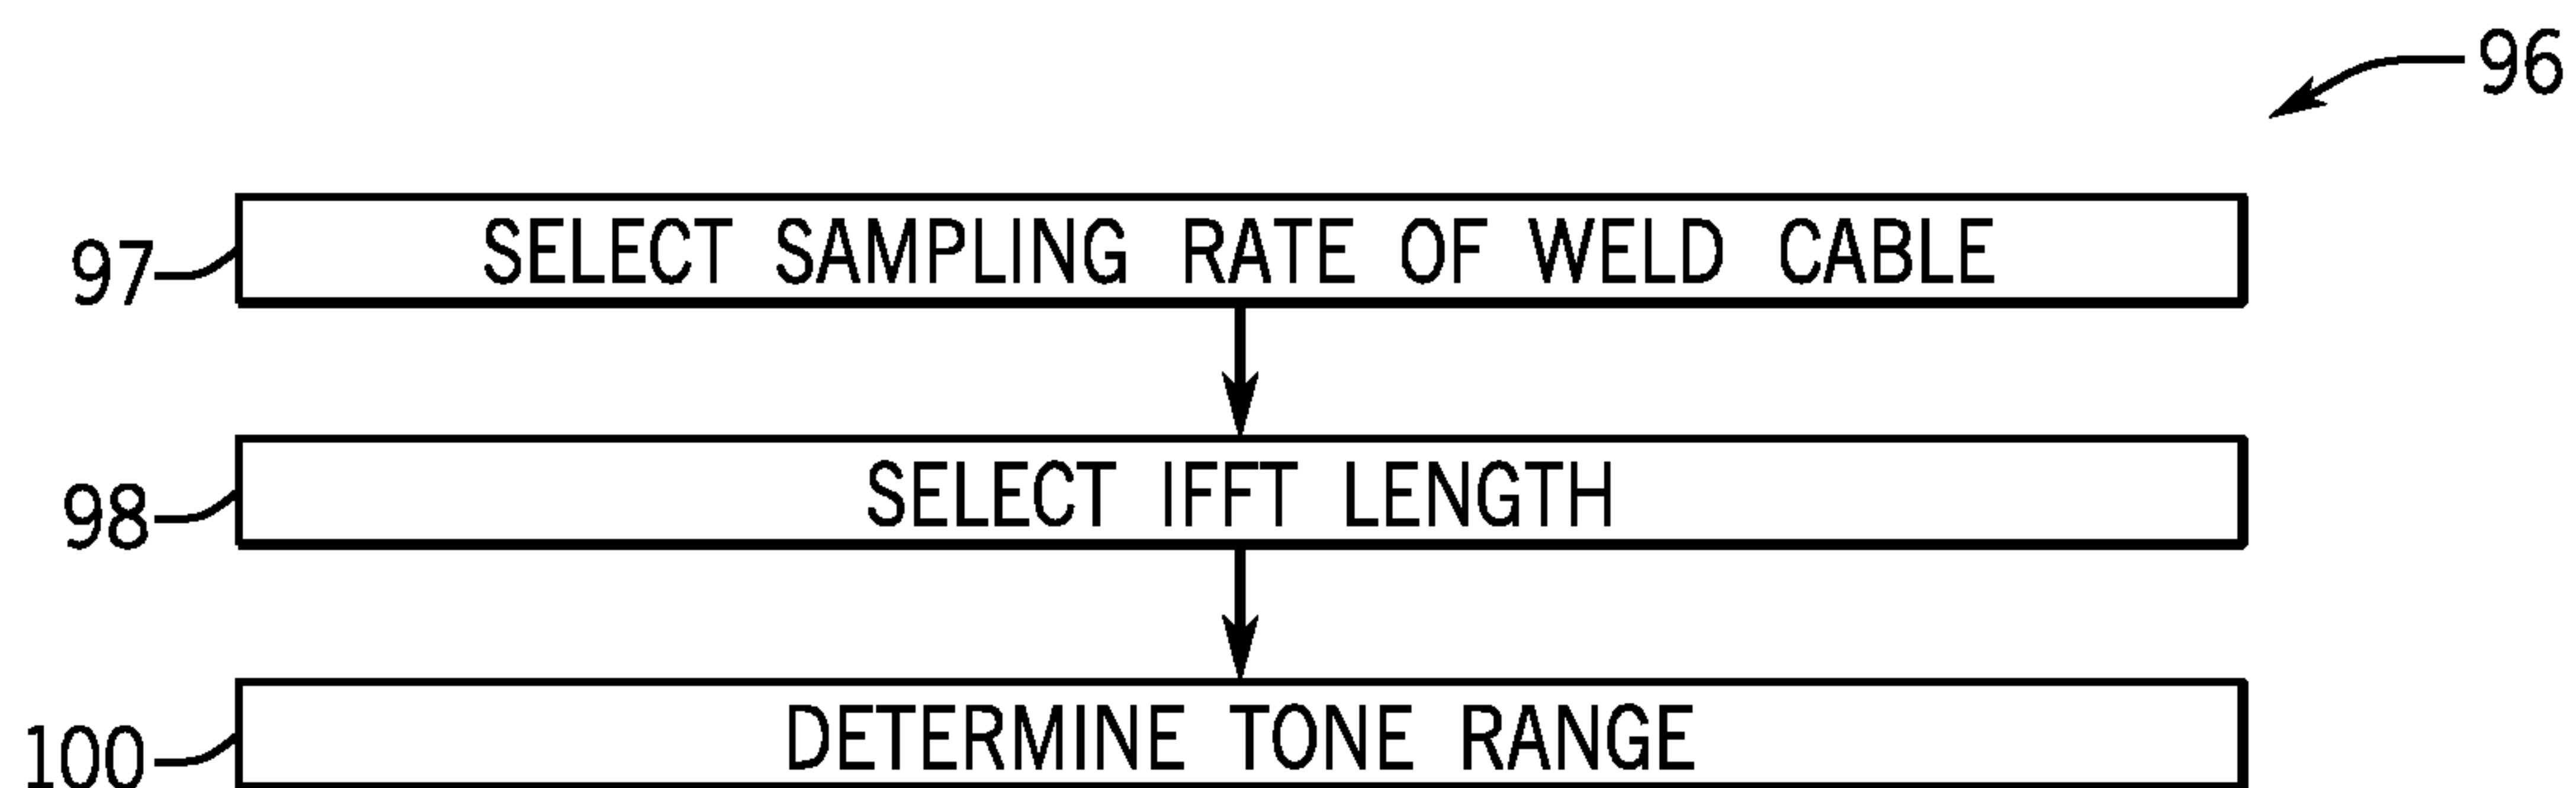 96
97 SELECT SAMPLING RATE OF WELD CABLE
98 SELECT IFFT LENGTH
100 DETERMINE TONE RANGE